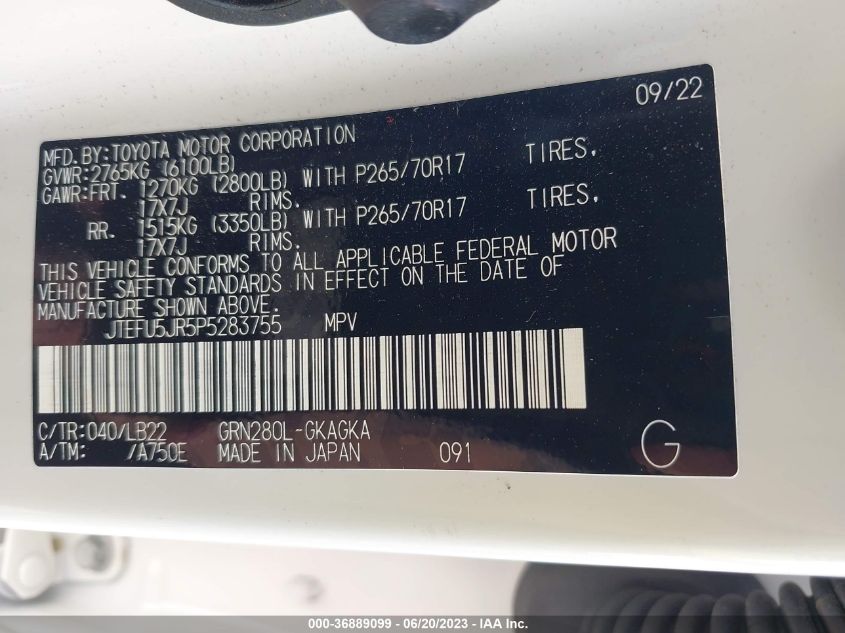 09/22
MFD.BY:TOYOTA MOTOR CORPORATION
GVWR:2765KG (6100LB)
GAWR:FRT. 1270KG (2800LB) WITH P265/70R17 TIRES.
17X7J RIMS.
RR. 1515KG (3350LB) WITH P265/70R17 TIRES.
17X7J RIMS.
THIS VEHICLE CONFORMS TO ALL APPLICABLE FEDERAL MOTOR
VEHICLE SAFETY STANDARDS IN EFFECT ON THE DATE OF
MANUFACTURE SHOWN ABOVE.
JTEFU5JR5P5283755 MPV
C/TR:040/LB22 GRN280L-GKAGKA
A/TM: /A750E MADE IN JAPAN 091 G
000-36889099 - 06/20/2023 - IAA Inc.